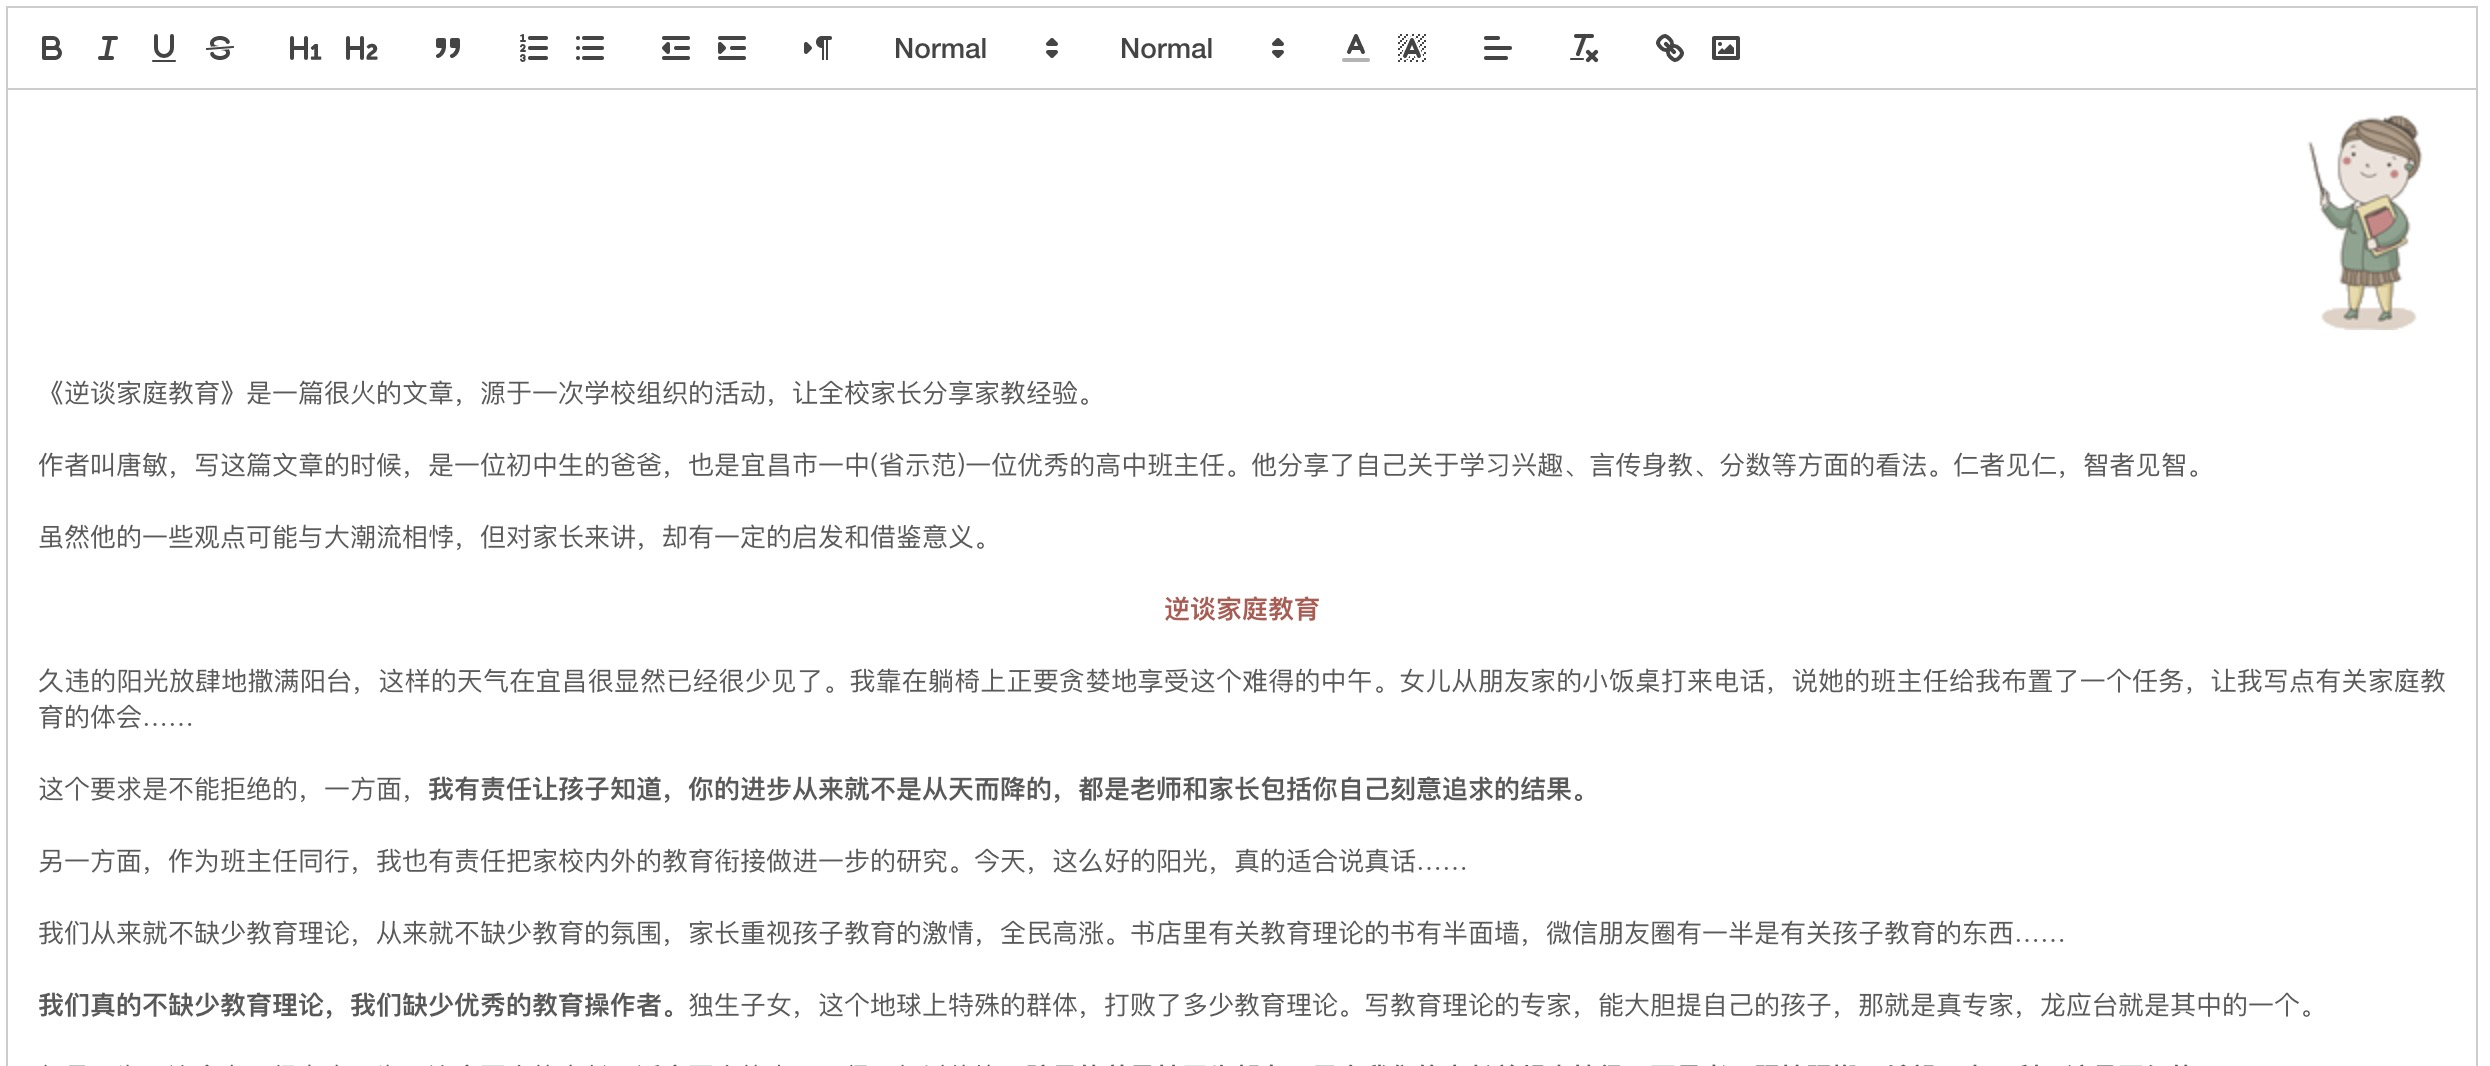 B I U S H1 H2 Normal Normal A A
《逆谈家庭教育》是一篇很火的文章，源于一次学校组织的活动，让全校家长分享家教经验。
作者叫唐敏，写这篇文章的时候，是一位初中生的爸爸，也是宜昌市一中(省示范)一位优秀的高中班主任。他分享了自己关于学习兴趣、言传身教、分数等方面的看法。仁者见仁，智者见智。
虽然他的一些观点可能与大潮流相悖，但对家长来讲，却有一定的启发和借鉴意义。
逆谈家庭教育
久违的阳光放肆地撒满阳台，这样的天气在宜昌很显然已经很少见了。我靠在躺椅上正要贪婪地享受这个难得的中午。女儿从朋友家的小饭桌打来电话，说她的班主任给我布置了一个任务，让我写点有关家庭教
育的体会……
这个要求是不能拒绝的，一方面，我有责任让孩子知道，你的进步从来就不是从天而降的，都是老师和家长包括你自己刻意追求的结果。
另一方面，作为班主任同行，我也有责任把家校内外的教育衔接做进一步的研究。今天，这么好的阳光，真的适合说真话……
我们从来就不缺少教育理论，从来就不缺少教育的氛围，家长重视孩子教育的激情，全民高涨。书店里有关教育理论的书有半面墙，微信朋友圈有一半是有关孩子教育的东西……
我们真的不缺少教育理论，我们缺少优秀的教育操作者。独生子女，这个地球上特殊的群体，打败了多少教育理论。写教育理论的专家，能大胆提自己的孩子，那就是真专家，龙应台就是其中的一个。